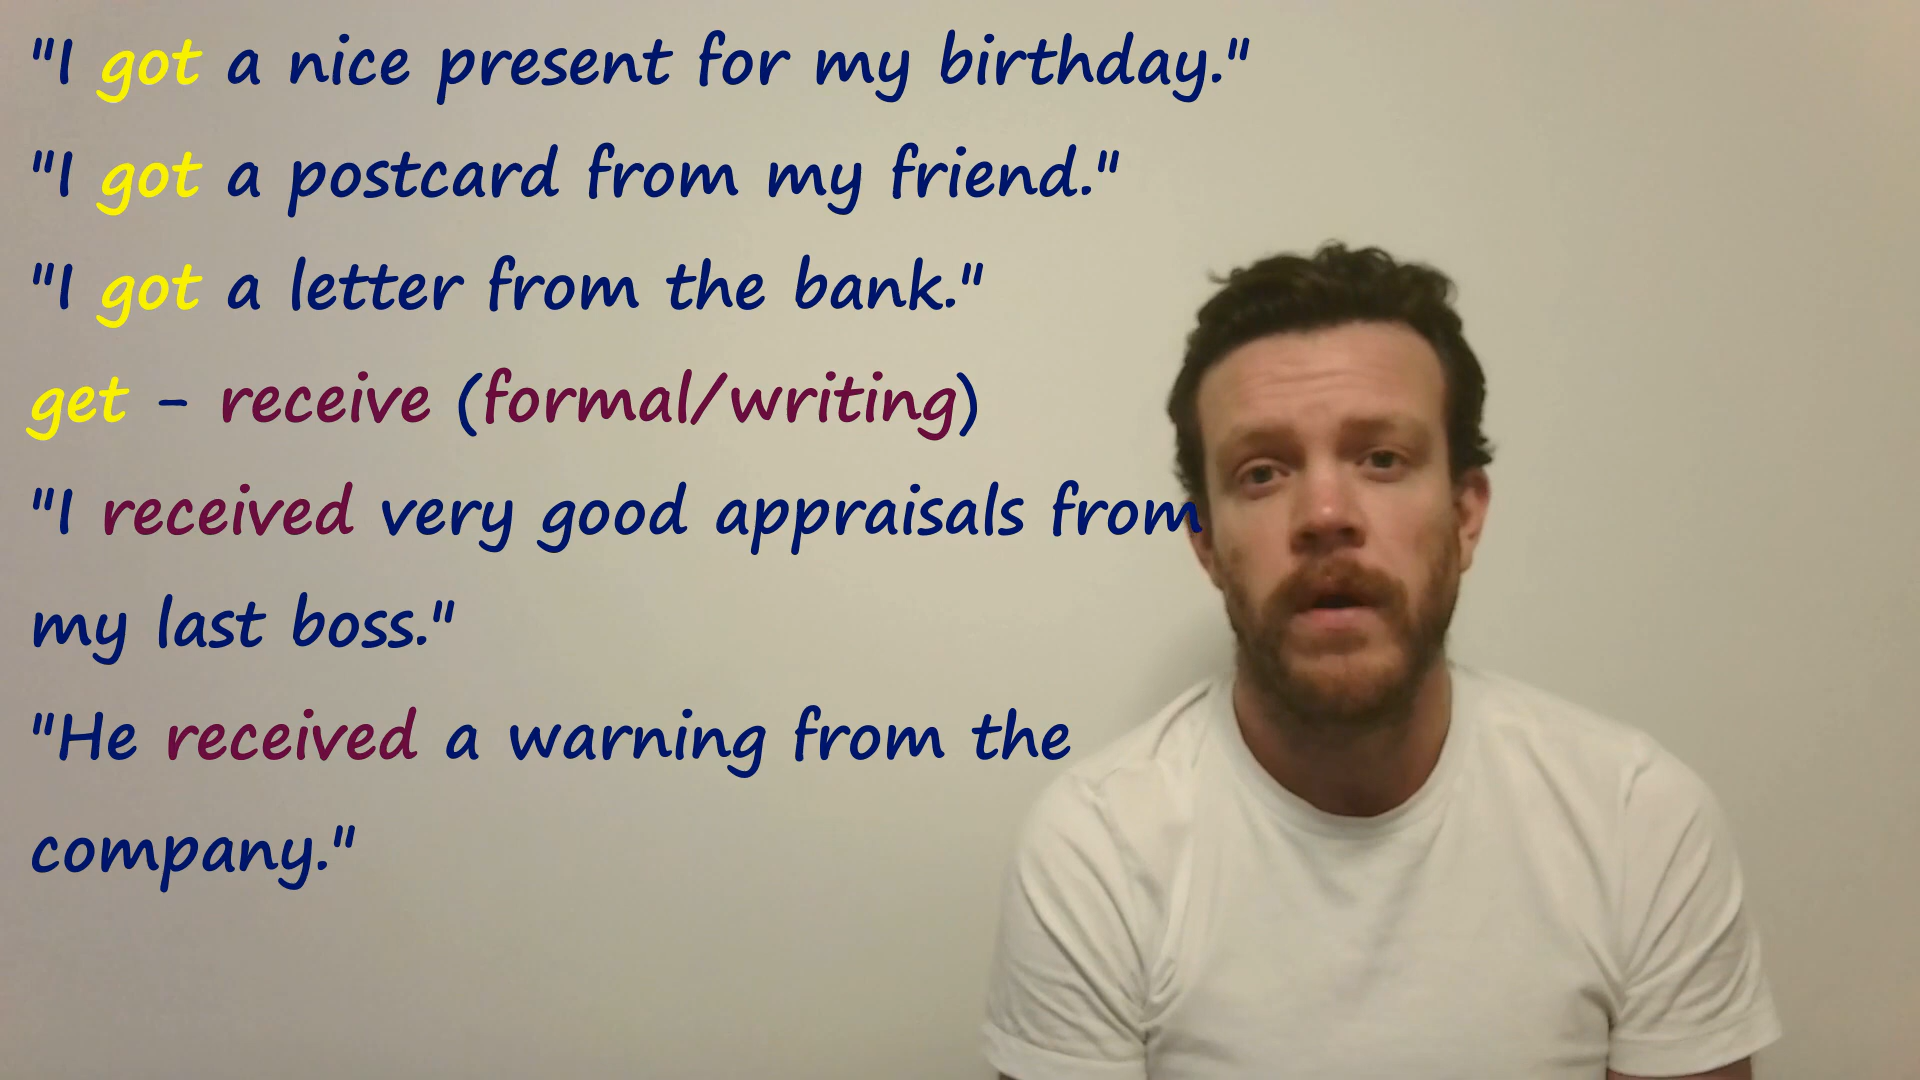 "I got a nice present for my birthday."
"I got a postcard from my friend."
"I got a letter from the bank."
get - receive (formal/writing)
"I received very good appraisals from
my last boss."
"He received a warning from the
company."